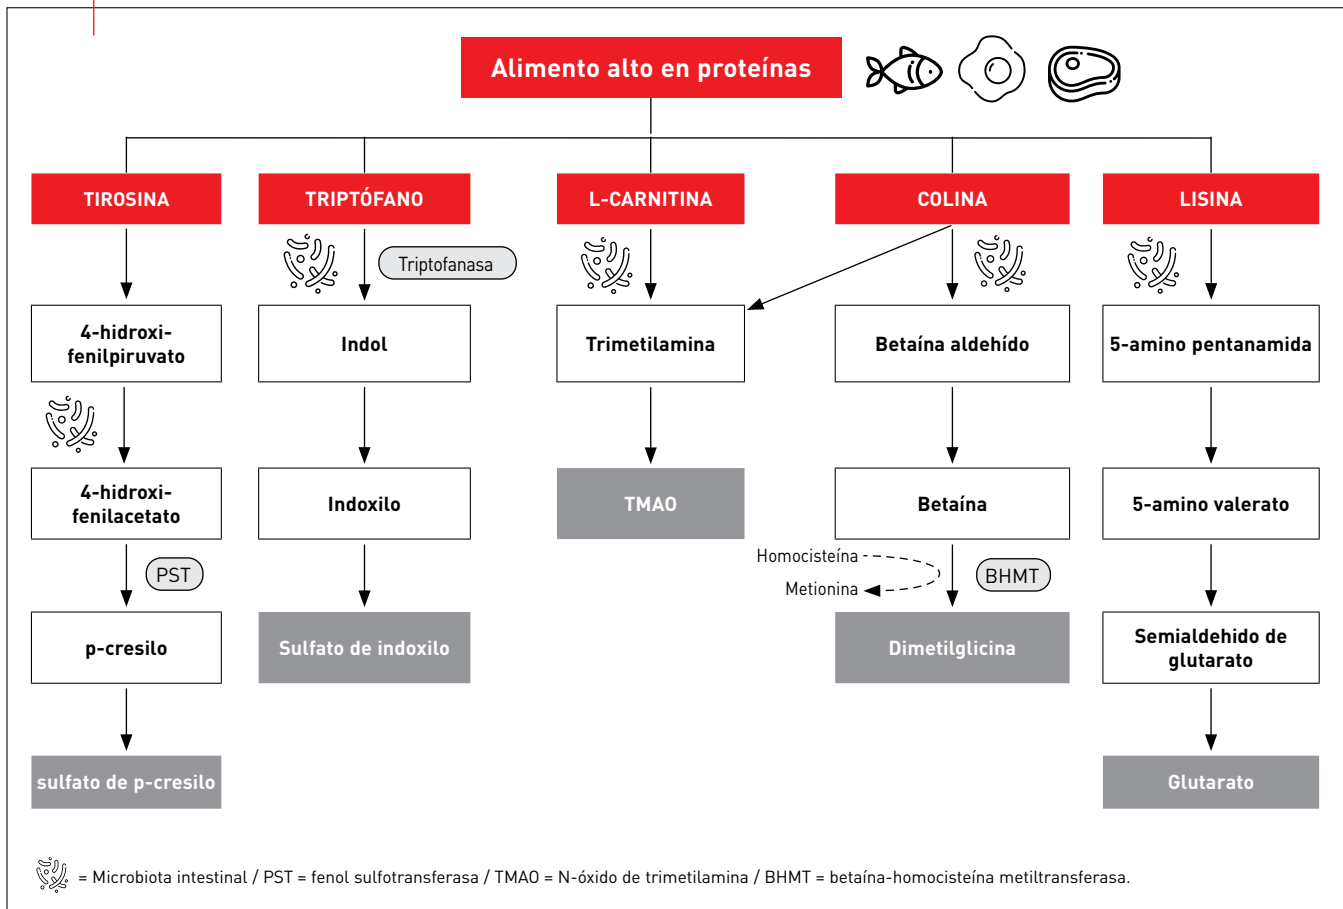 Alimento alto en proteínas
TIROSINA
TRIPTÓFANO
L-CARNITINA
COLINA
LISINA
Triptofanasa
4-hidroxi-
fenilpiruvato
Indol
Trimetilamina
Betaína aldehído
5-amino pentanamida
4-hidroxi-
fenilacetato
Indoxilo
TMAO
Betaína
5-amino valerato
PST
Homocisteína
Metionina
BHMT
p-cresilo
Sulfato de indoxilo
Dimetilglicina
Semialdehido de
glutarato
sulfato de p-cresilo
Glutarato
= Microbiota intestinal / PST = fenol sulfotransferasa / TMAO = N-óxido de trimetilamina / BHMT = betaína-homocisteína metiltransferasa.